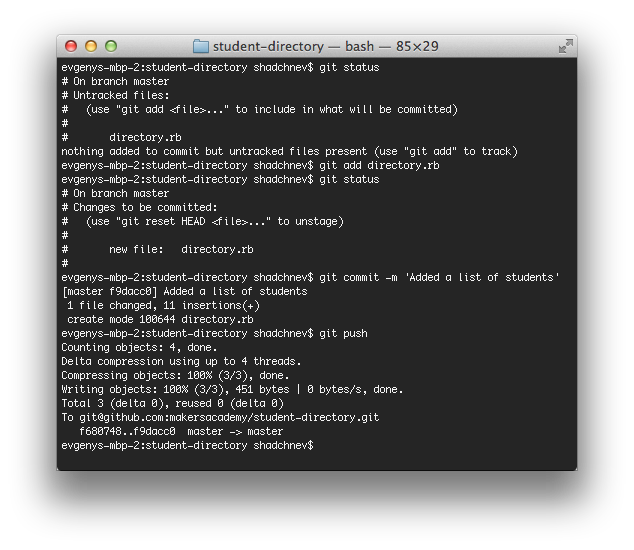 student-directory — bash — 85×29
evgenys-mbp-2:student-directory shadchnev$ git status
# On branch master
# Untracked files:
#   (use "git add <file>..." to include in what will be committed)
#
#       directory.rb
nothing added to commit but untracked files present (use "git add" to track)
evgenys-mbp-2:student-directory shadchnev$ git add directory.rb
evgenys-mbp-2:student-directory shadchnev$ git status
# On branch master
# Changes to be committed:
#   (use "git reset HEAD <file>..." to unstage)
#
#       new file:   directory.rb
#
evgenys-mbp-2:student-directory shadchnev$ git commit -m 'Added a list of students'
[master f9dacc0] Added a list of students
 1 file changed, 11 insertions(+)
 create mode 100644 directory.rb
evgenys-mbp-2:student-directory shadchnev$ git push
Counting objects: 4, done.
Delta compression using up to 4 threads.
Compressing objects: 100% (3/3), done.
Writing objects: 100% (3/3), 451 bytes | 0 bytes/s, done.
Total 3 (delta 0), reused 0 (delta 0)
To git@github.com:makersacademy/student-directory.git
   f680748..f9dacc0  master -> master
evgenys-mbp-2:student-directory shadchnev$